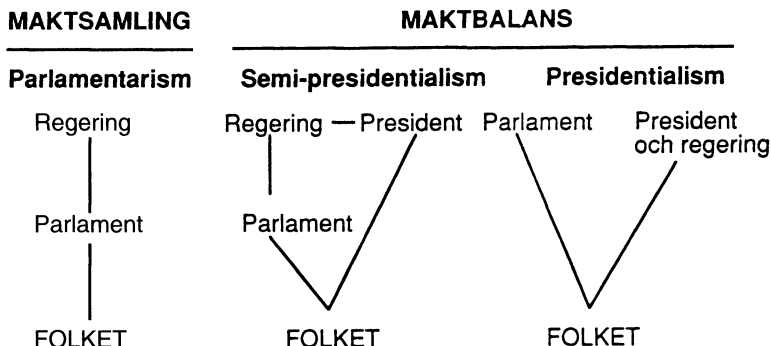 MAKTSAMLING
MAKTBALANS
Parlamentarism
Semi-presidentialism
Presidentialism
Regering
Regering — President
Parlament
President
och regering
Parlament
Parlament
FOLKET
FOLKET
FOLKET